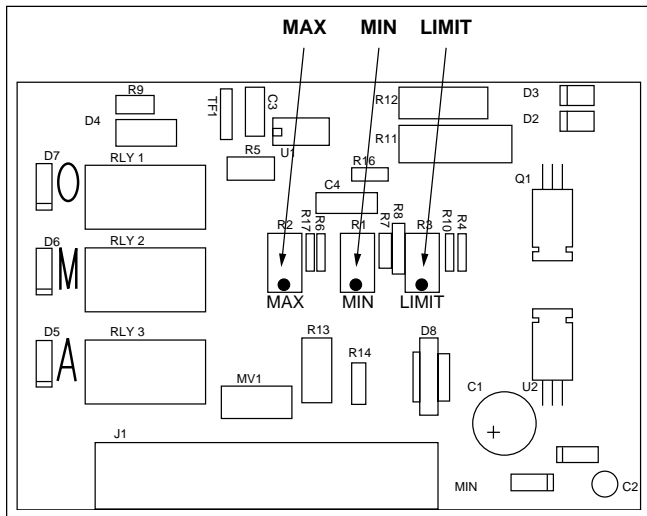 MAX MIN LIMIT
R9
D4
TF1
C3
R12
D3
D2
R11
U1
R5
R16
D7
RLY 1
C4
Q1
R2
R17
R6
R1
R7
R8
R3
R10
R4
D6
M
RLY 2
MAX
MIN
LIMIT
D5
A
RLY 3
R13
R14
D8
MV1
C1
U2
J1
MIN
C2